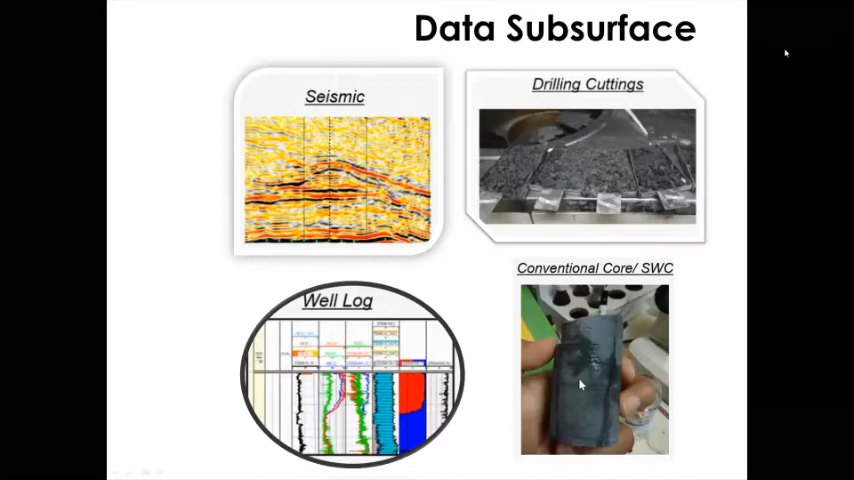 Data Subsurface
Seismic
Drilling Cuttings
Conventional Core/ SWC
Well Log